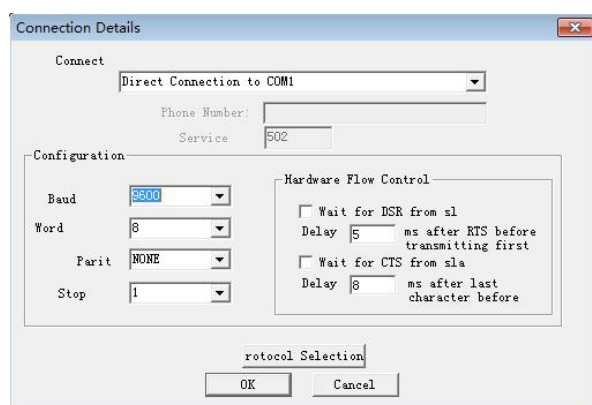 Connection Details
Connect
Direct Connection to COM1
Phone Number:
Service 502
Configuration
Baud 9600
Word 8
Parit NONE
Stop 1
Hardware Flow Control
Wait for DSR from sl
Delay 5 ms after RTS before
transmitting first
Wait for CTS from sla
Delay 8 ms after last
character before
rotocol Selection
OK Cancel